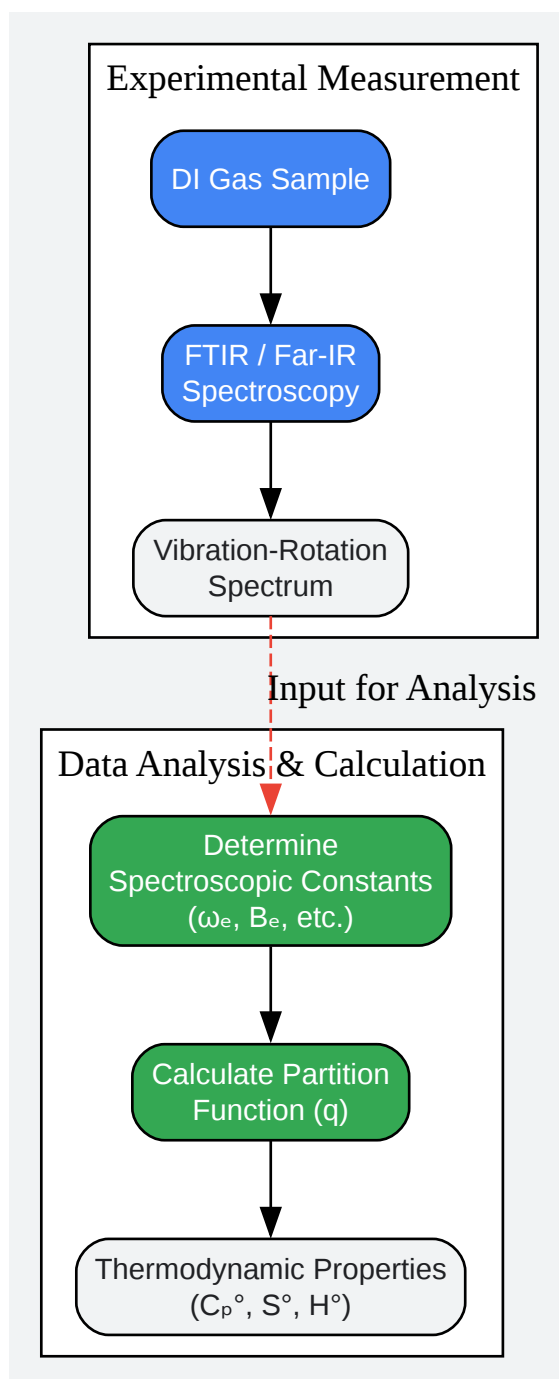 Experimental Measurement
DI Gas Sample
FTIR / Far-IR
Spectroscopy
Vibration-Rotation
Spectrum
Input for Analysis
Data Analysis & Calculation
Determine
Spectroscopic Constants
(ωₑ, Bₑ, etc.)
Calculate Partition
Function (q)
Thermodynamic Properties
(Cₚ°, S°, H°)